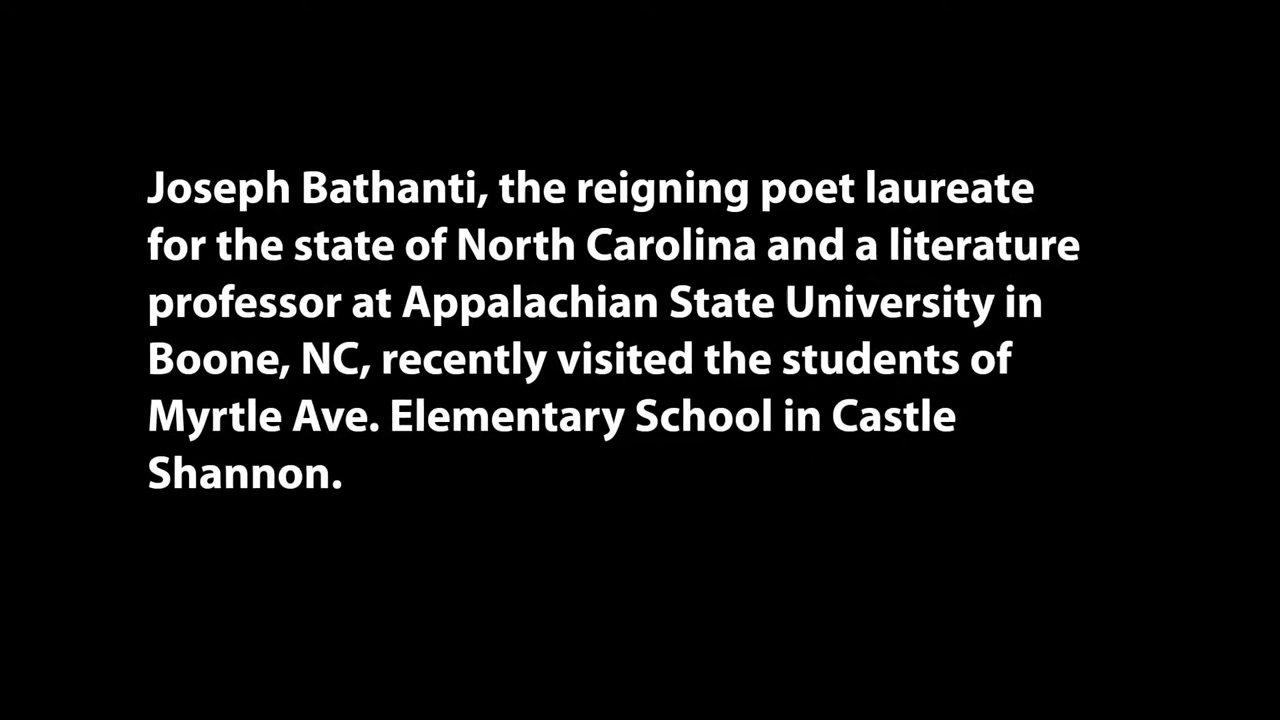 Joseph Bathanti, the reigning poet laureate
for the state of North Carolina and a literature
professor at Appalachian State University in
Boone, NC, recently visited the students of
Myrtle Ave. Elementary School in Castle
Shannon.